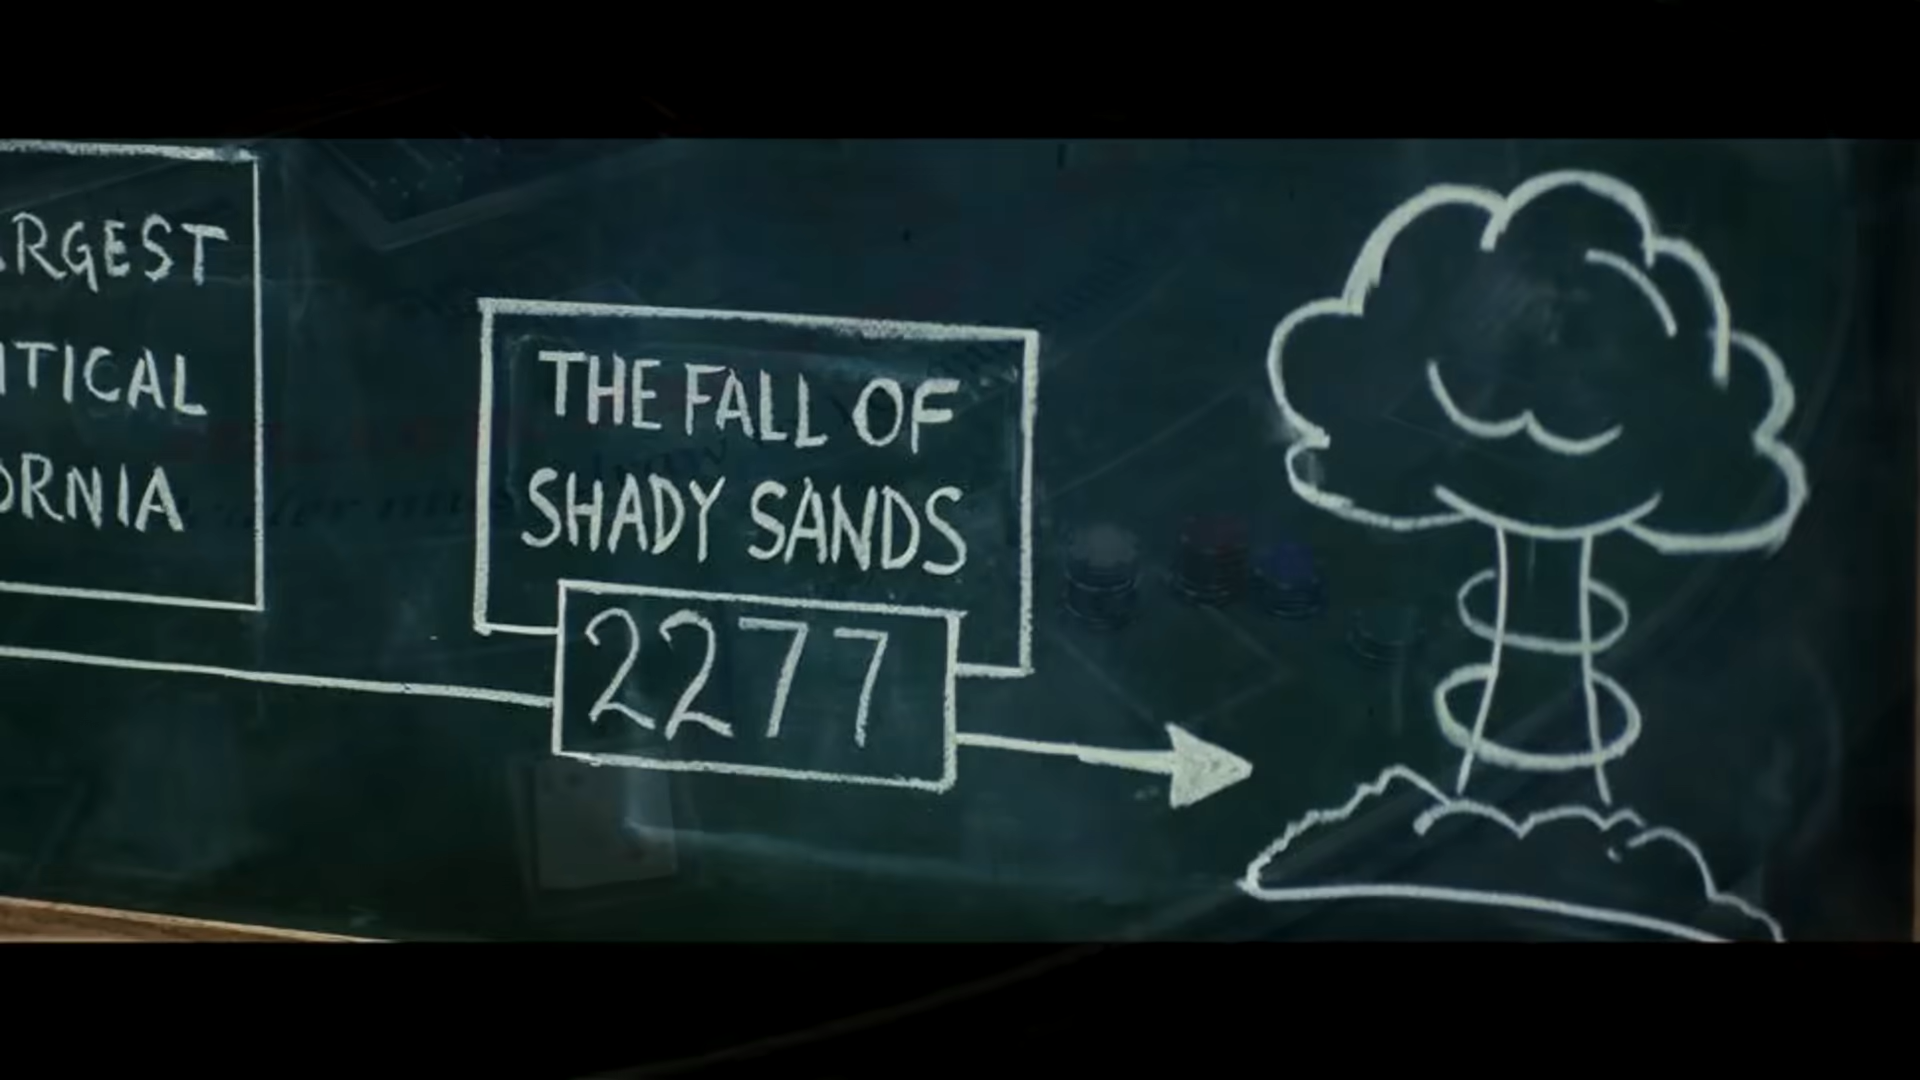 ARGEST
ITICAL
ORNIA
THE FALL OF
SHADY SANDS
2277